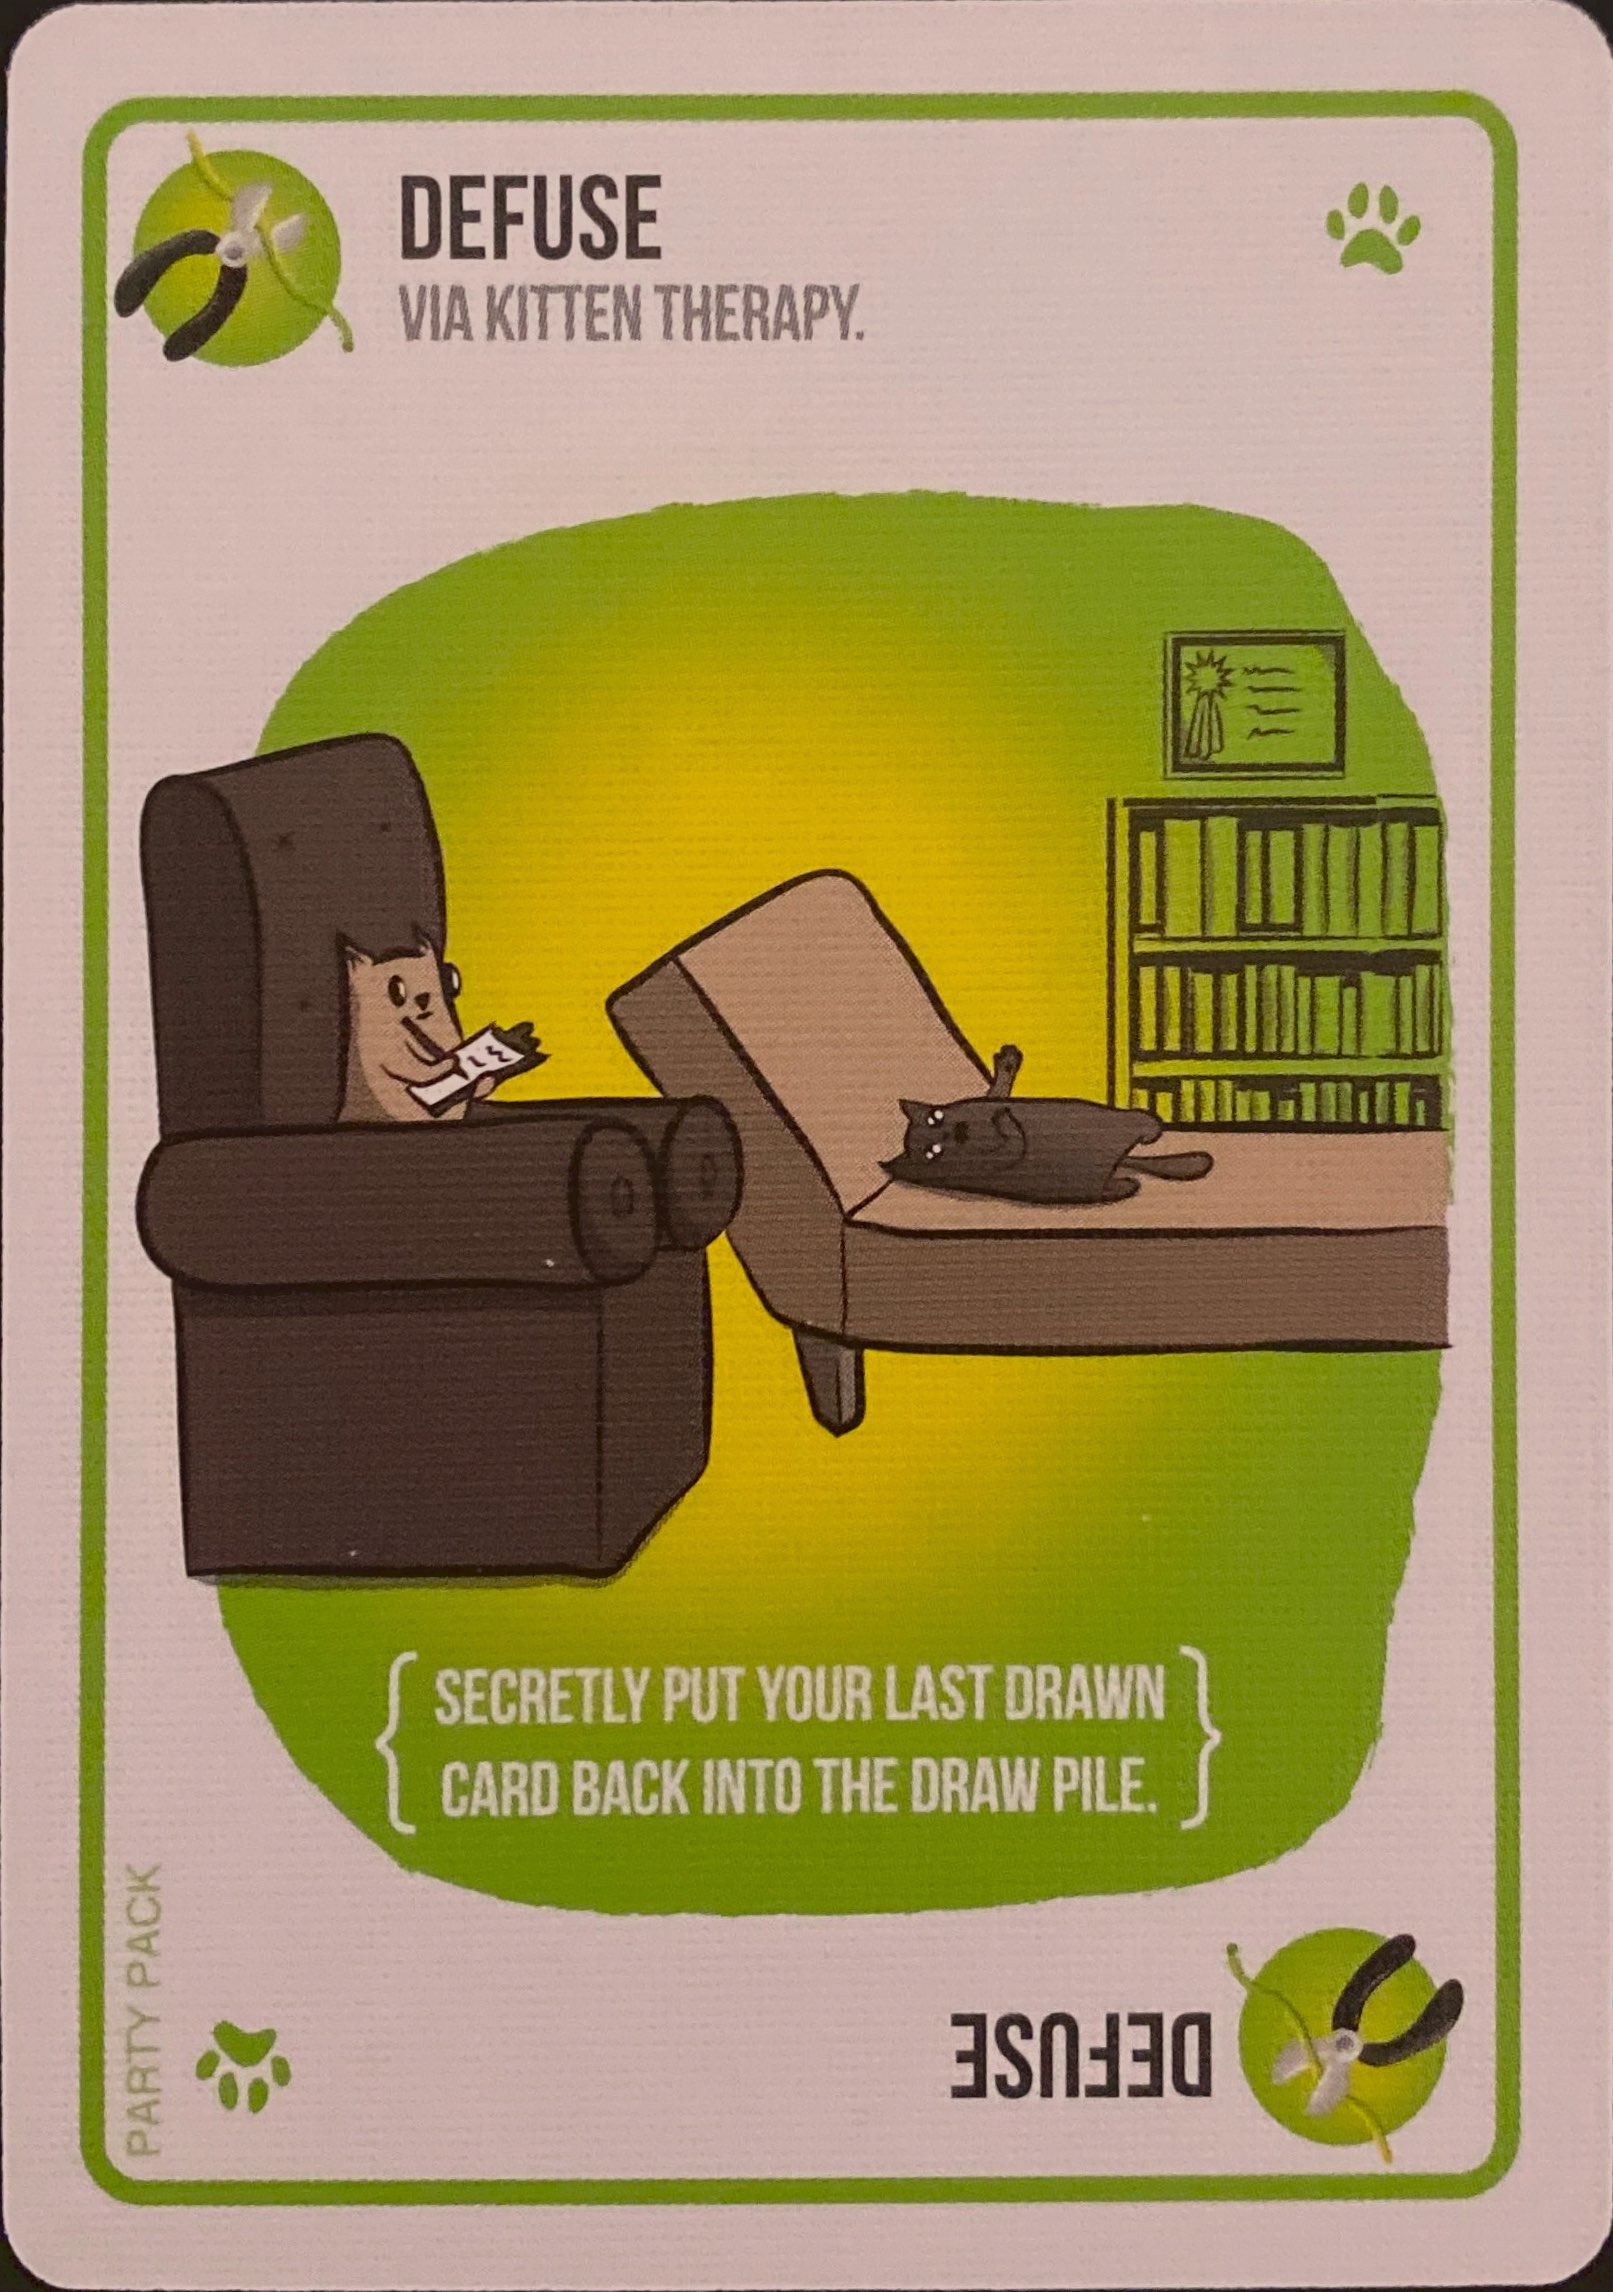 DEFUSE
VIA KITTEN THERAPY.
SECRETLY PUT YOUR LAST DRAWN
CARD BACK INTO THE DRAW PILE.
PARTY PACK
DEFUSE